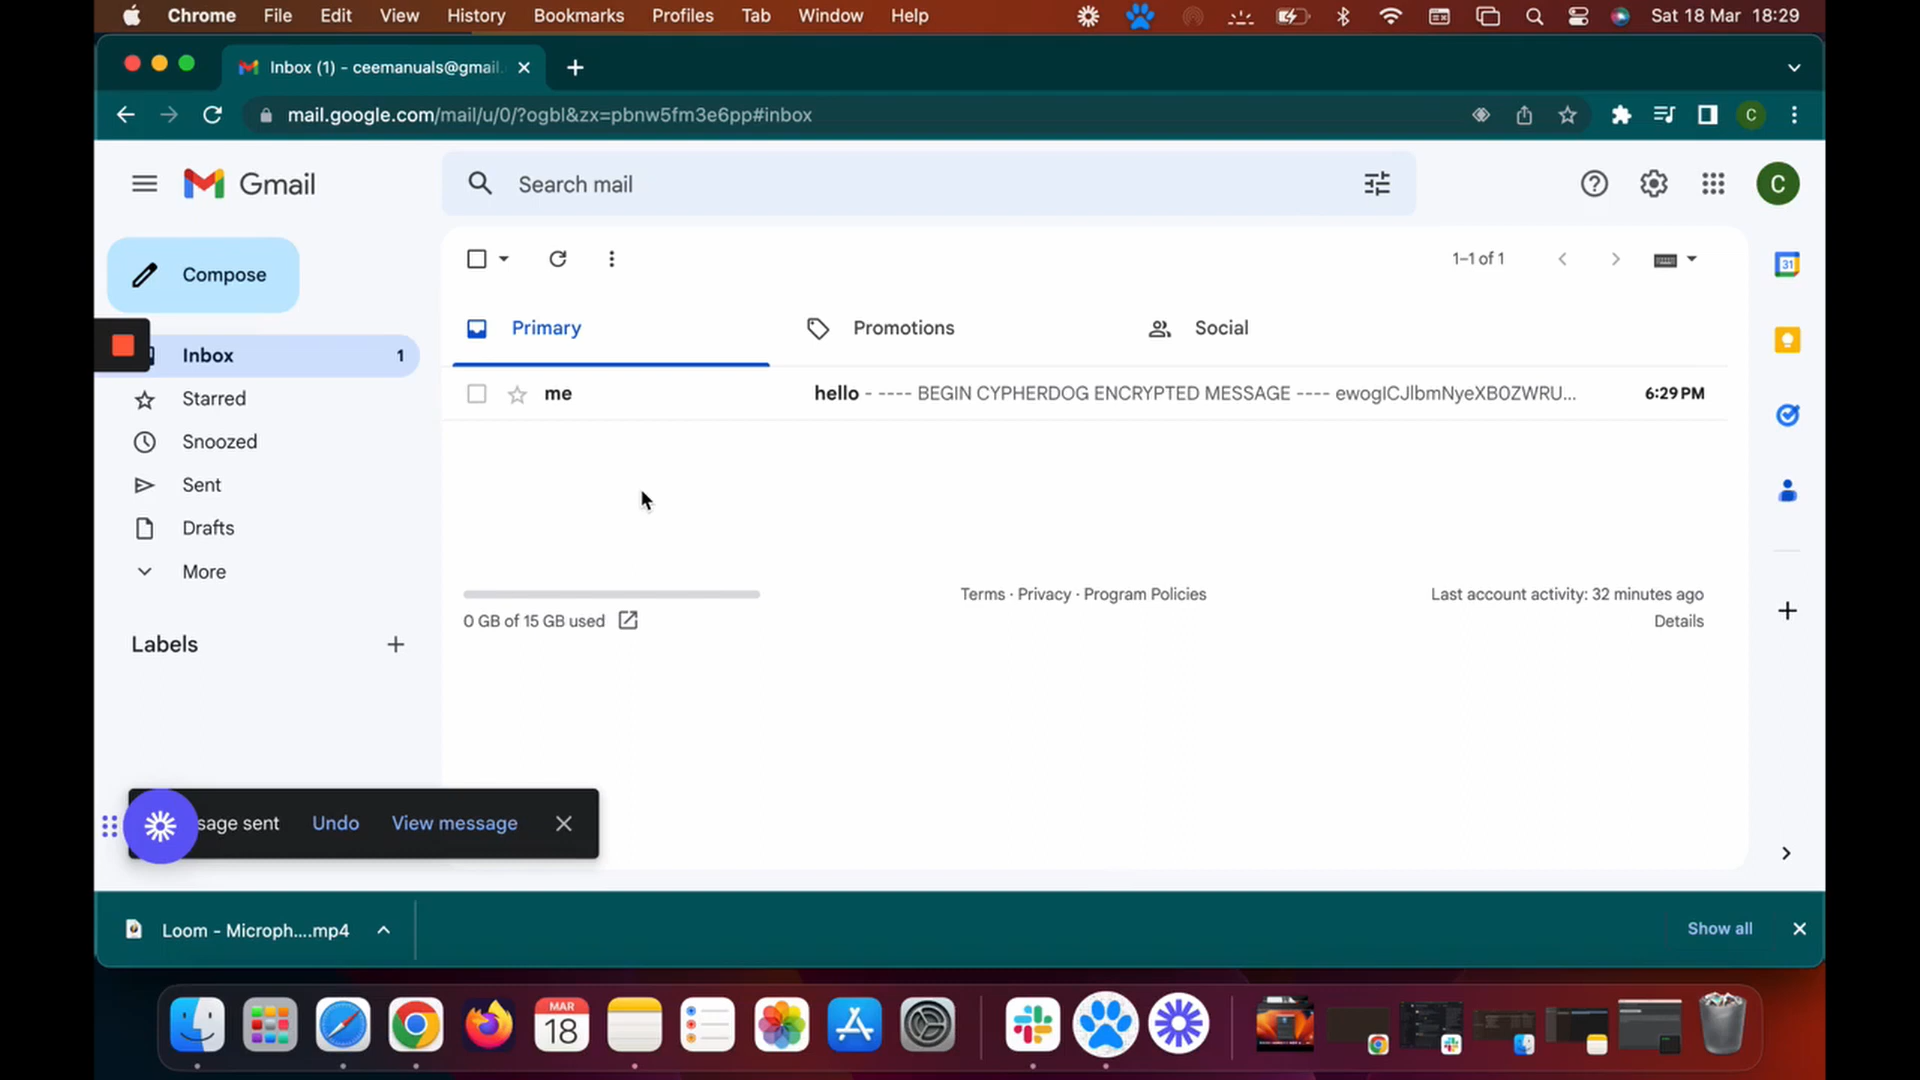 Chrome File Edit View History Bookmarks Profiles Tab Window Help Sat 18 Mar 18:29
Inbox (1) - ceemanuals@gmail.
mail.google.com/mail/u/0/?ogbl&zx=pbnw5fm3e6pp#inbox C
Gmail Search mail C
Compose
1–1 of 1
31
Primary Promotions Social
Inbox 1
me hello - ---- BEGIN CYPHERDOG ENCRYPTED MESSAGE ---- ewogICJlbmNyeXB0ZWRU... 6:29 PM
Starred
Snoozed
Sent
Drafts
More
Terms · Privacy · Program Policies Last account activity: 32 minutes ago
0 GB of 15 GB used Details
Labels
sage sent Undo View message
Loom - Microph....mp4 Show all
MAR
18